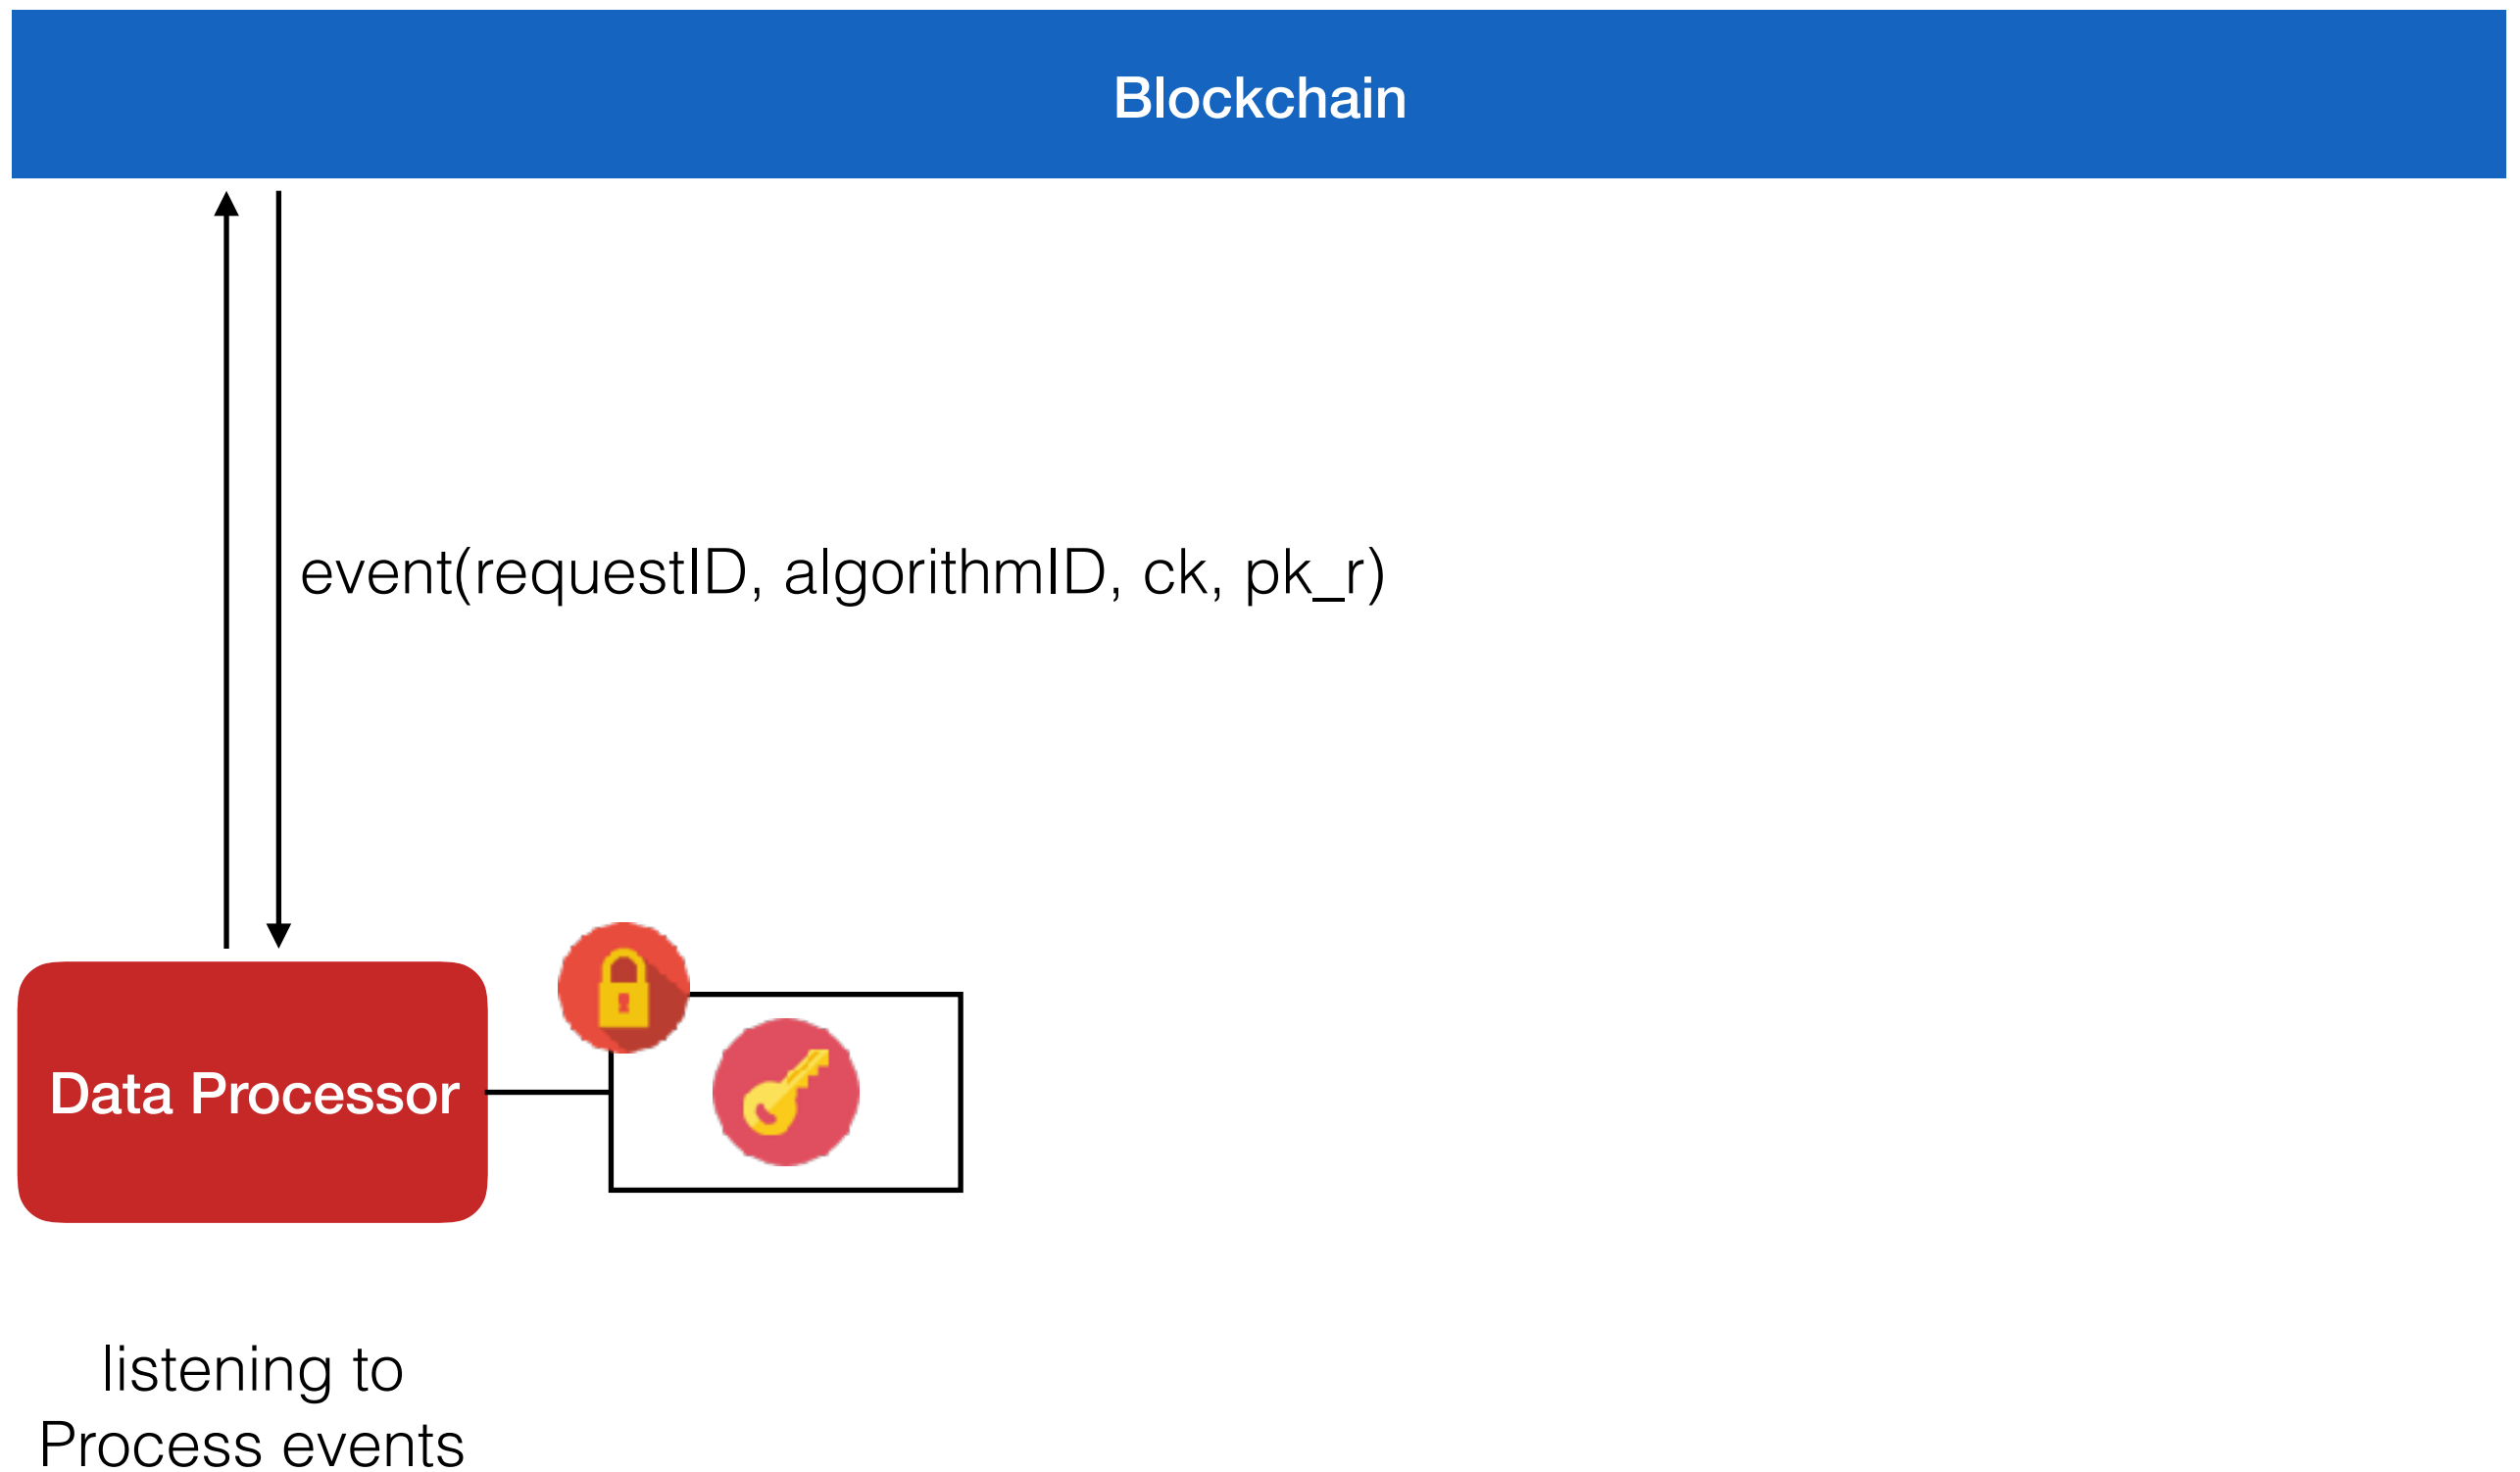 Blockchain
event(requestID, algorithmID, ck, pk_r)
Data Processor
listening to
Process events